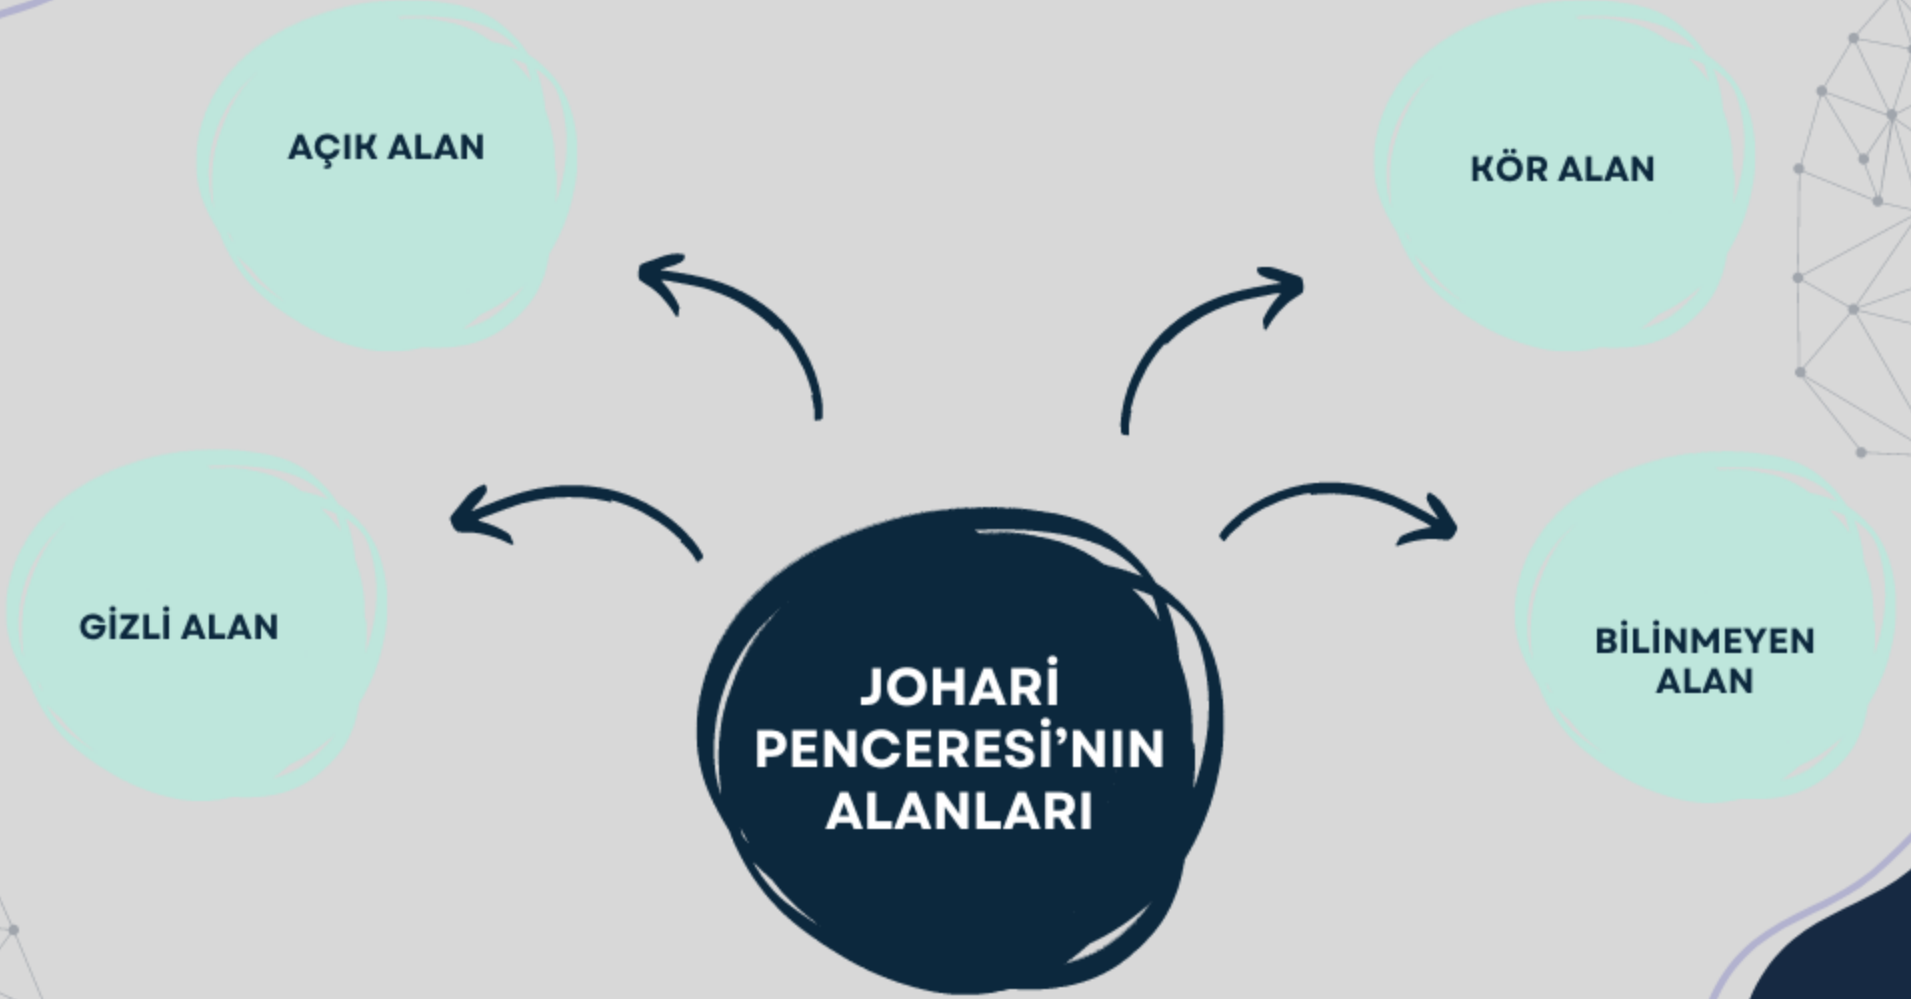 AÇIK ALAN
KÖR ALAN
GİZLİ ALAN
BİLİNMEYEN
ALAN
JOHARİ
PENCERESİ’NIN
ALANLARI